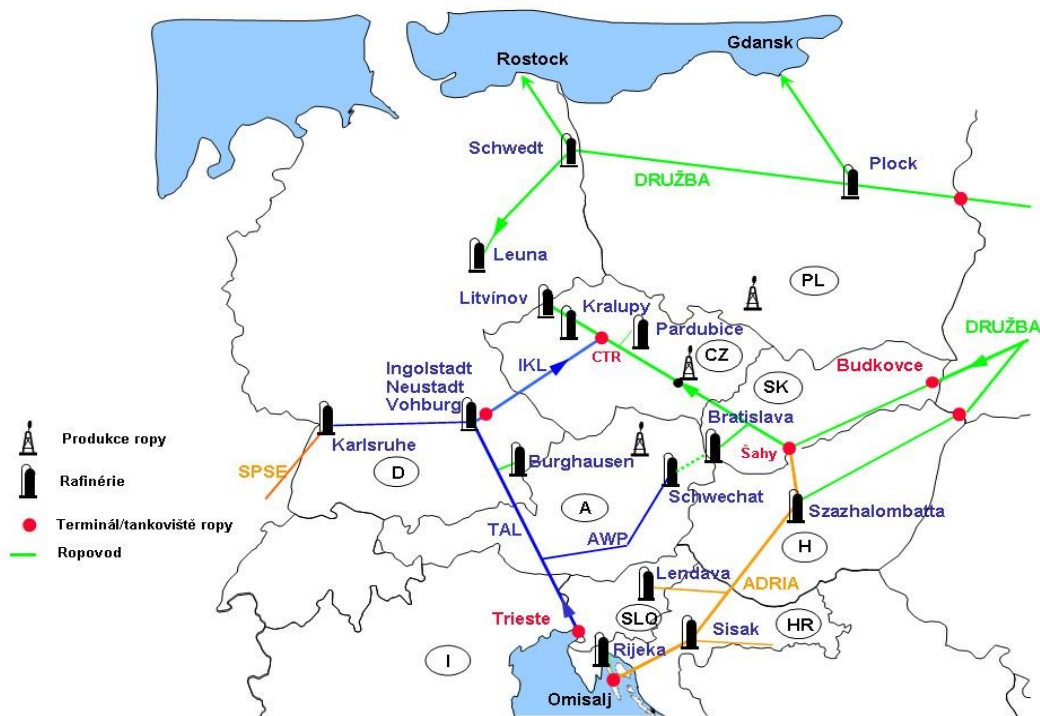 Gdansk
Rostock
Schwedt
Plock
DRUŽBA
Leuna
PL
Litvínov
Kralupy
Pardubice
DRUŽBA
CTR
CZ
IKL
Budkovce
SK
Ingolstadt
Neustadt
Vohburg
Bratislava
Karlsruhe
Šahy
Burghausen
SPSE
D
Schwechat
A
Szazhalombatta
TAL
AWP
H
Lendava
ADRIA
Trieste
SLO
Sisak
HR
Rijeka
I
Omisalj
Produkce ropy
Rafinérie
Terminál/tankoviště ropy
Ropovod